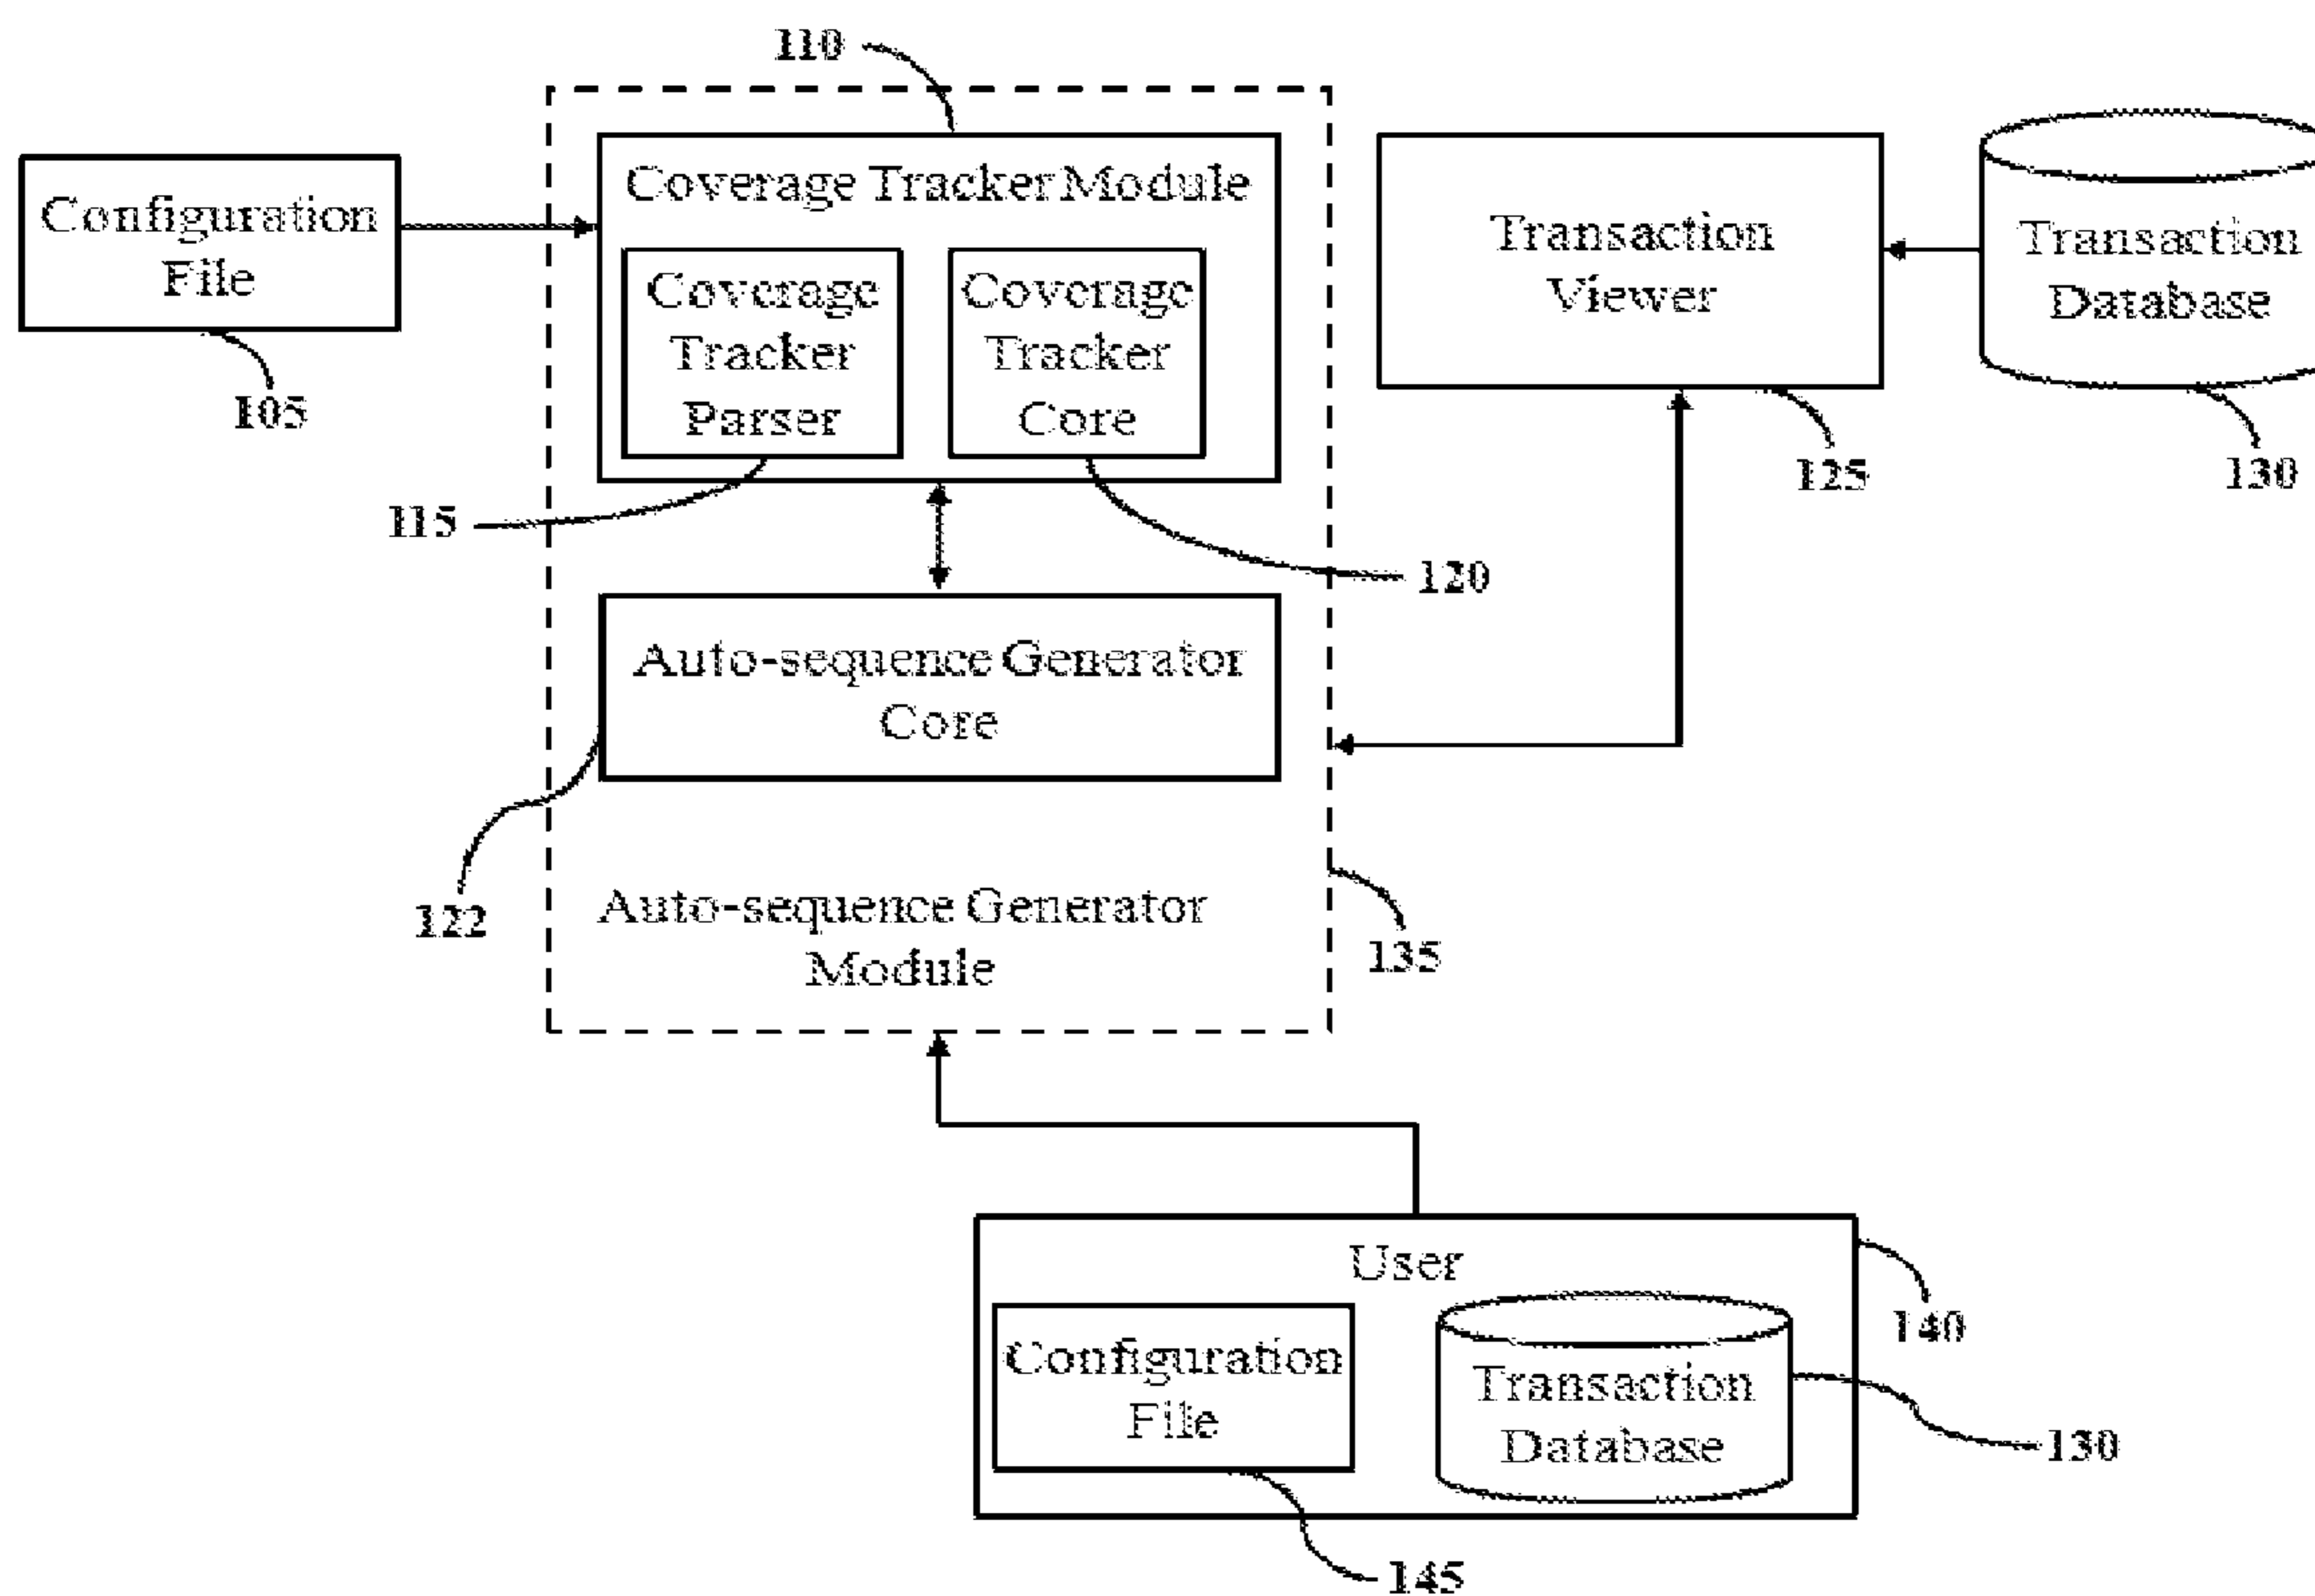 110
Coverage Tracker Module
Configuration
File
105
Coverage
Tracker
Parser
115
Coverage
Tracker
Core
120
Transaction
Viewer
125
Transaction
Database
130
Auto-sequence Generator
Core
122
Auto-sequence Generator
Module
135
User
140
Configuration
File
145
Transaction
Database
130